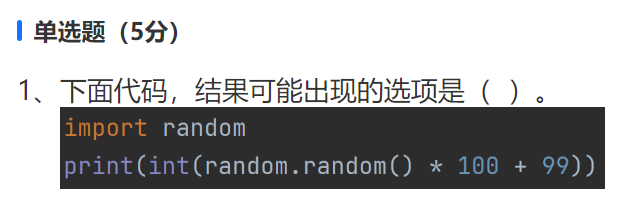 单选题（5分）
1、下面代码，结果可能出现的选项是（ ）。
import random
print(int(random.random() * 100 + 99))